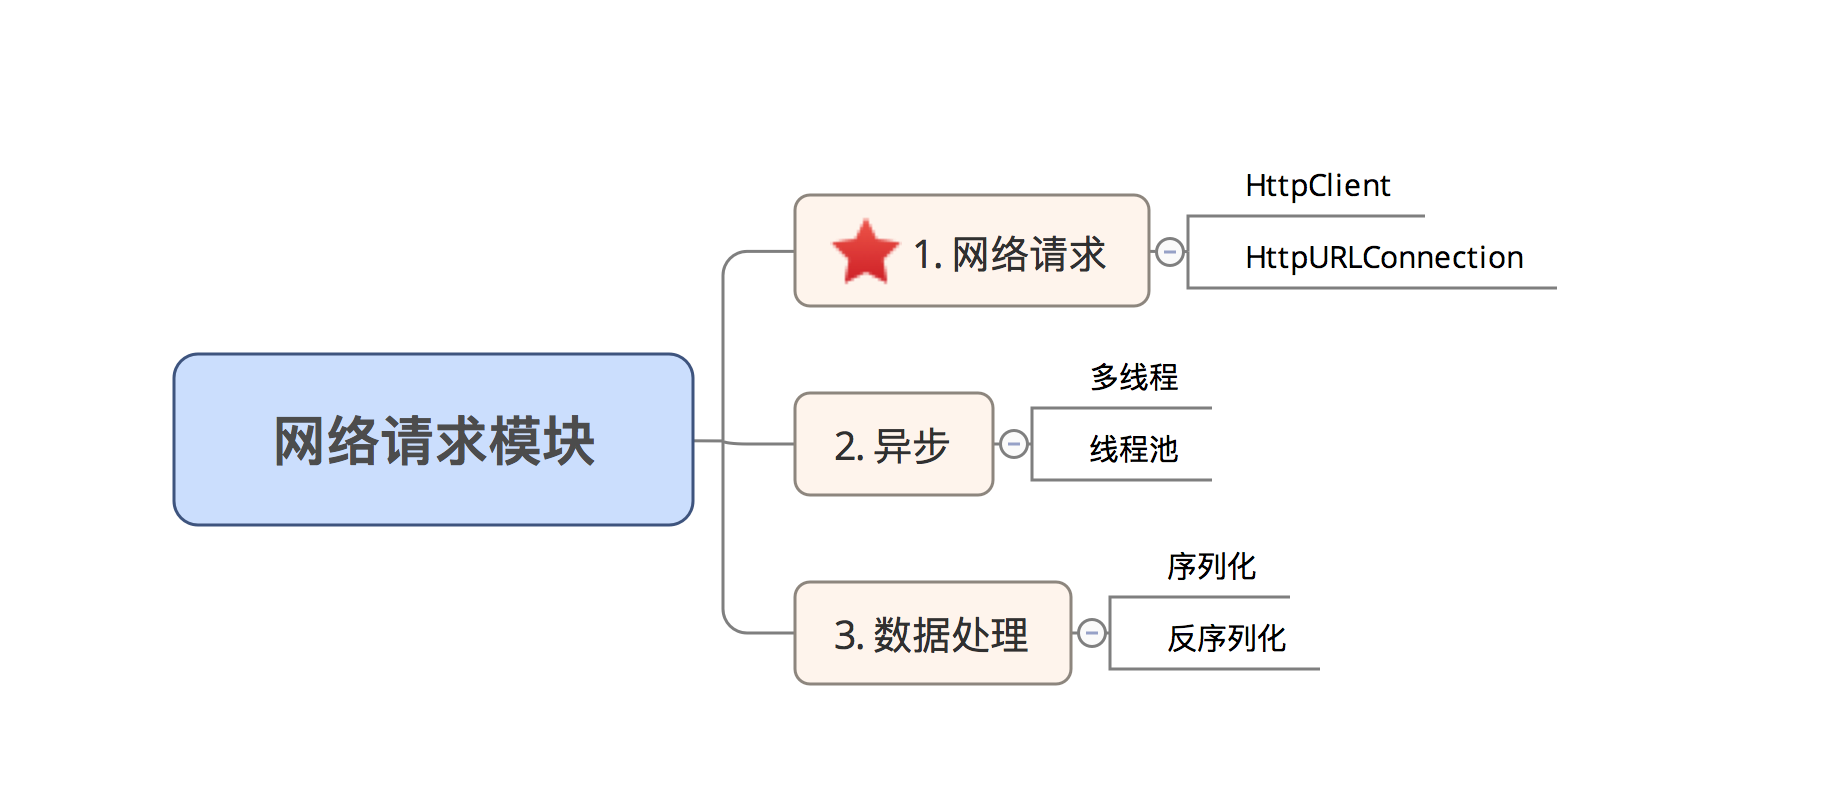 网络请求模块
1. 网络请求
HttpClient
HttpURLConnection
2. 异步
多线程
线程池
3. 数据处理
序列化
反序列化